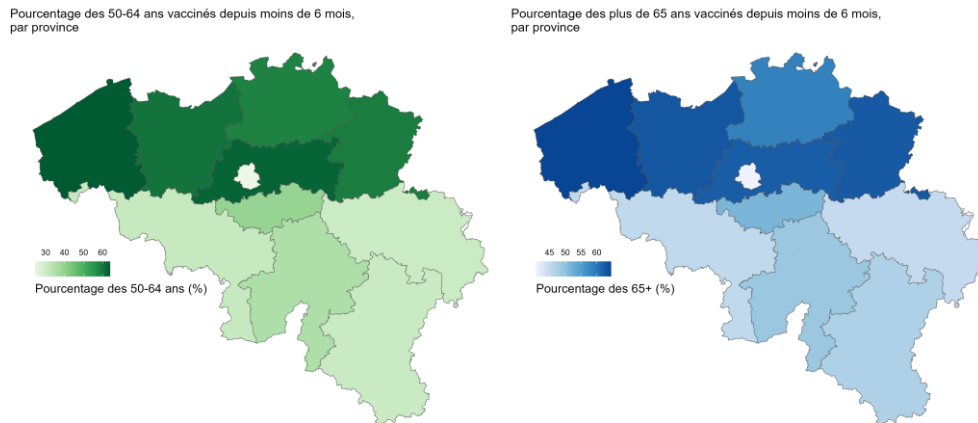 Pourcentage des 50-64 ans vaccinés depuis moins de 6 mois,
par province
30 40 50 60
Pourcentage des 50-64 ans (%)
Pourcentage des plus de 65 ans vaccinés depuis moins de 6 mois,
par province
45 50 55 60
Pourcentage des 65+ (%)